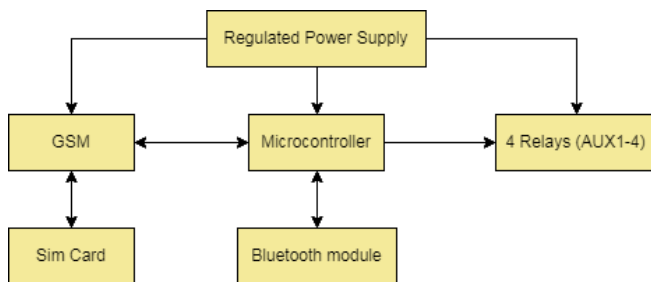 Regulated Power Supply
GSM
Microcontroller
4 Relays (AUX1-4)
Sim Card
Bluetooth module